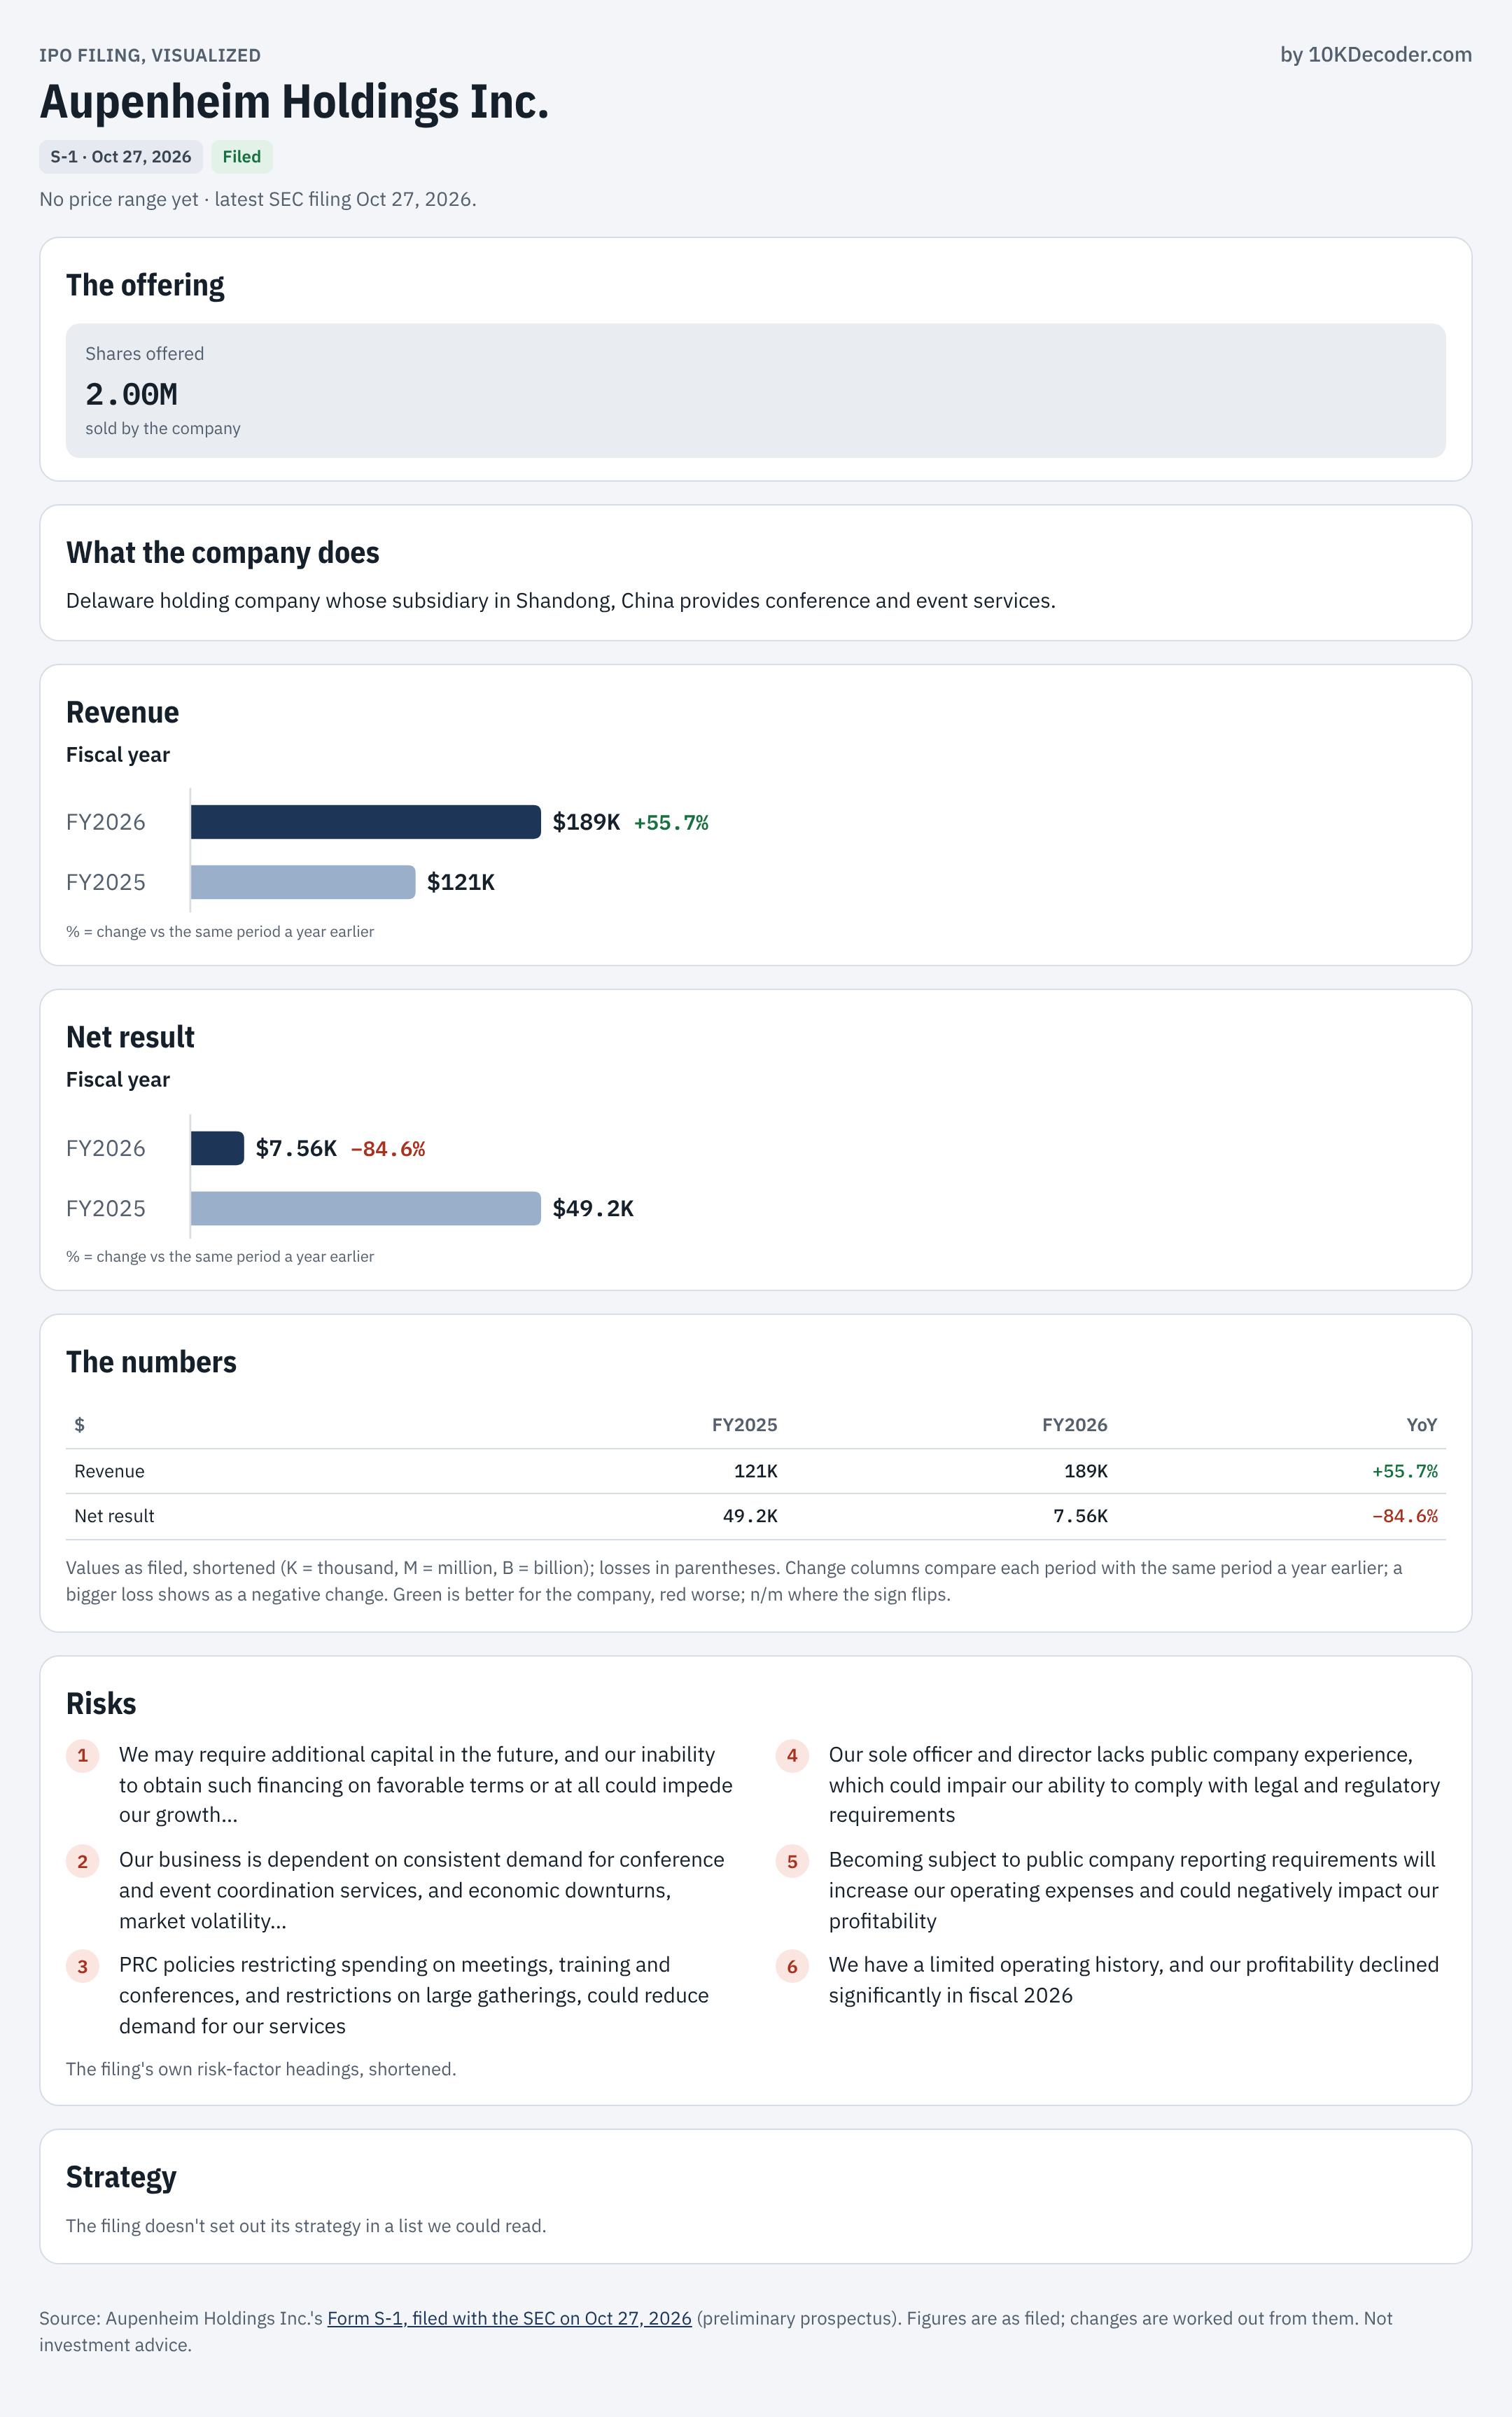 IPO FILING, VISUALIZED
by 10KDecoder.com
Aupenheim Holdings Inc.
S-1 · Oct 27, 2026
Filed
No price range yet · latest SEC filing Oct 27, 2026.
The offering
Shares offered
2.00M
sold by the company
What the company does
Delaware holding company whose subsidiary in Shandong, China provides conference and event services.
Revenue
Fiscal year
FY2026 $189K +55.7%
FY2025 $121K
% = change vs the same period a year earlier
Net result
Fiscal year
FY2026 $7.56K −84.6%
FY2025 $49.2K
% = change vs the same period a year earlier
The numbers
$ FY2025 FY2026 YoY
Revenue 121K 189K +55.7%
Net result 49.2K 7.56K −84.6%
Values as filed, shortened (K = thousand, M = million, B = billion); losses in parentheses. Change columns compare each period with the same period a year earlier; a
bigger loss shows as a negative change. Green is better for the company, red worse; n/m where the sign flips.
Risks
1 We may require additional capital in the future, and our inability
to obtain such financing on favorable terms or at all could impede
our growth...
2 Our business is dependent on consistent demand for conference
and event coordination services, and economic downturns,
market volatility...
3 PRC policies restricting spending on meetings, training and
conferences, and restrictions on large gatherings, could reduce
demand for our services
4 Our sole officer and director lacks public company experience,
which could impair our ability to comply with legal and regulatory
requirements
5 Becoming subject to public company reporting requirements will
increase our operating expenses and could negatively impact our
profitability
6 We have a limited operating history, and our profitability declined
significantly in fiscal 2026
The filing's own risk-factor headings, shortened.
Strategy
The filing doesn't set out its strategy in a list we could read.
Source: Aupenheim Holdings Inc.'s Form S-1, filed with the SEC on Oct 27, 2026 (preliminary prospectus). Figures are as filed; changes are worked out from them. Not
investment advice.